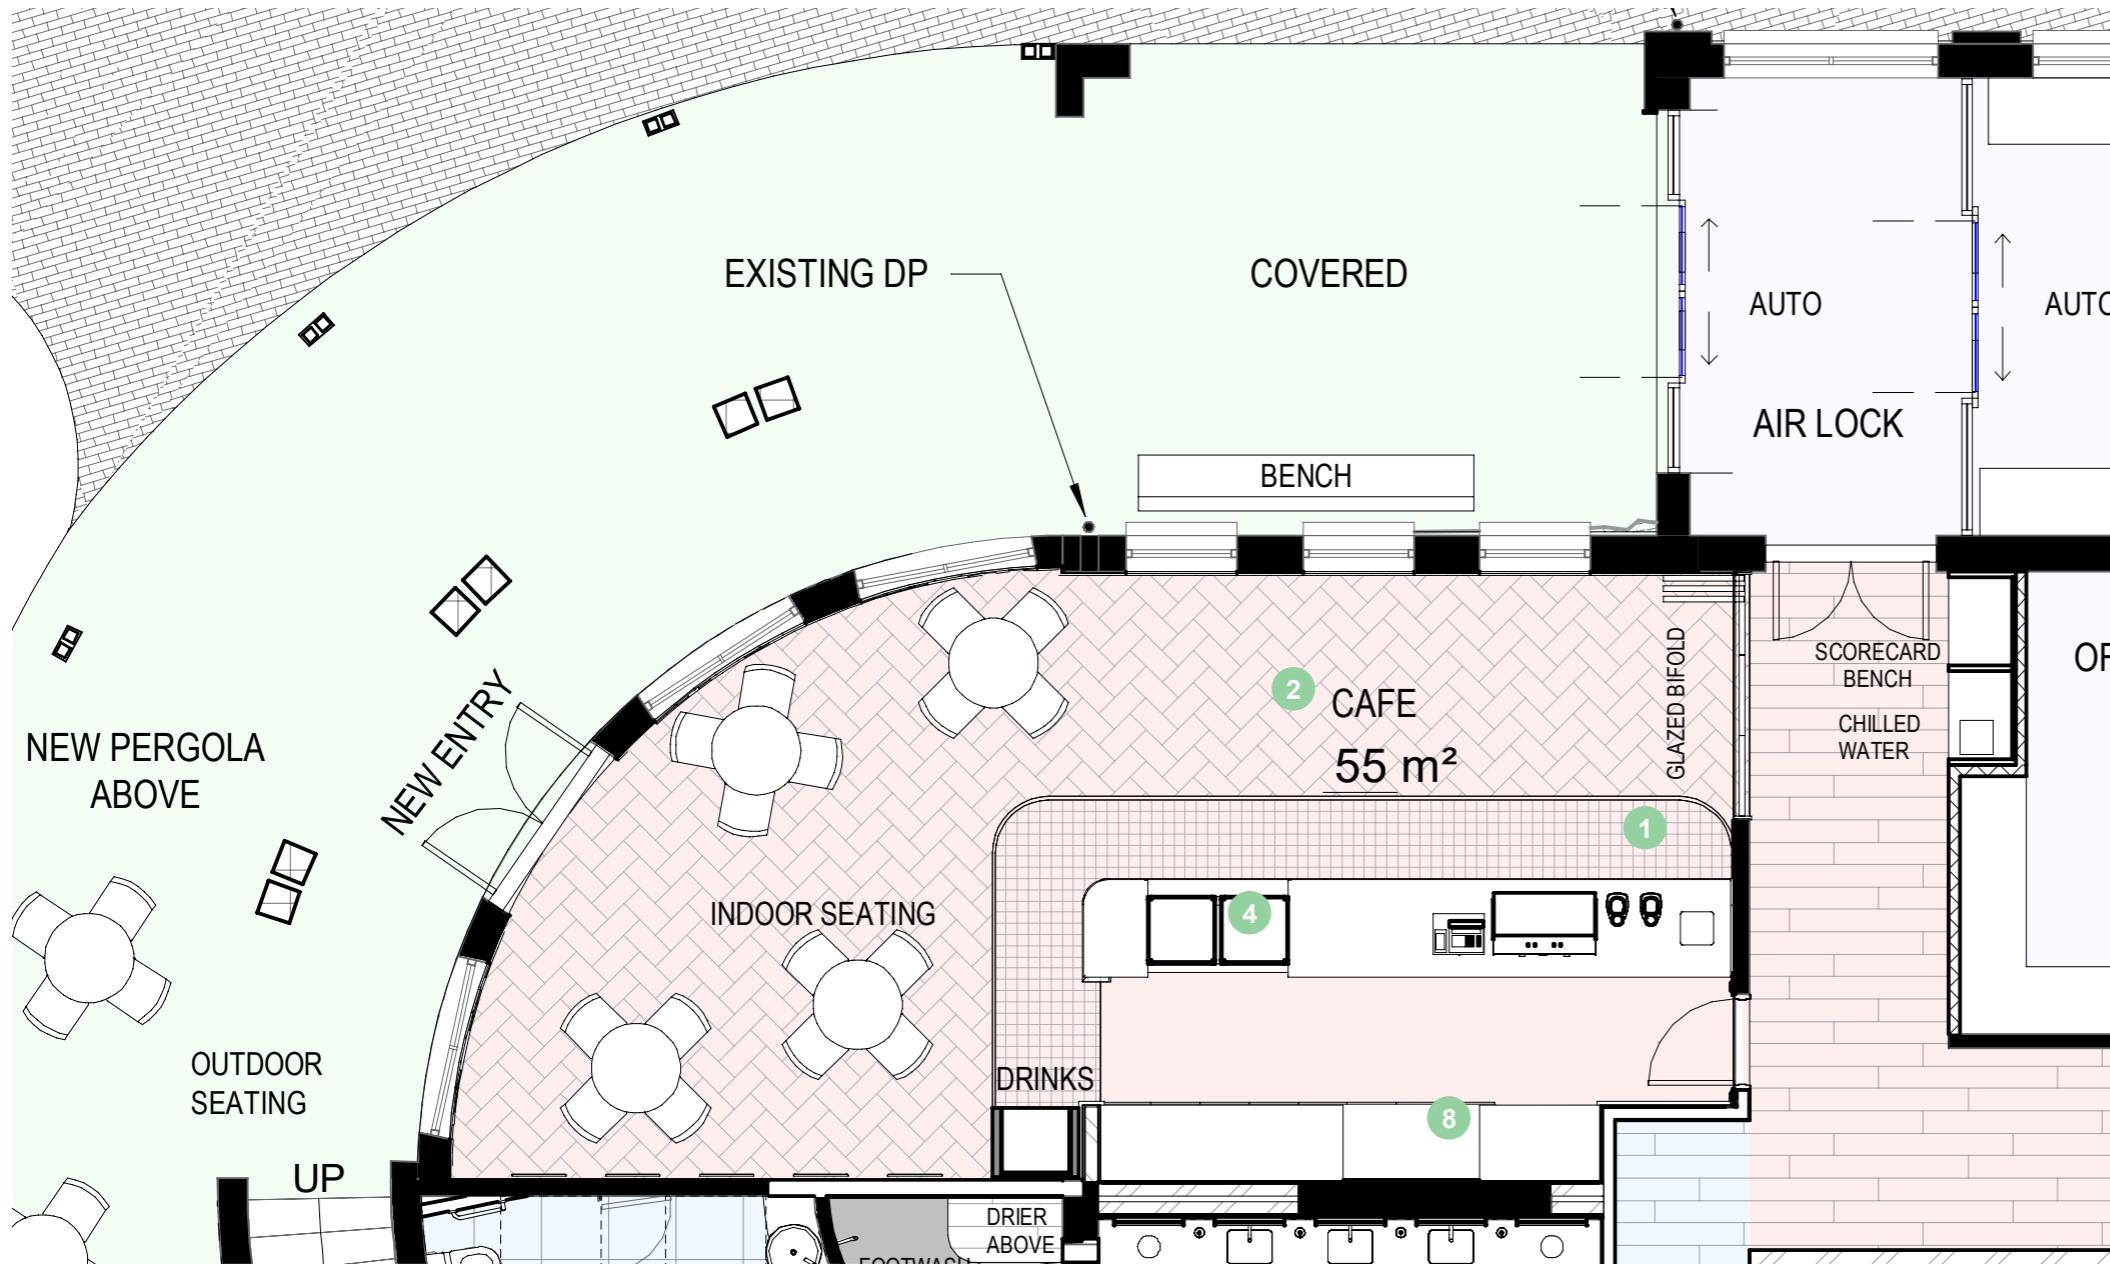 EXISTING DP
COVERED
AUTO
AUTO
AIR LOCK
BENCH
SCORECARD
BENCH
CHILLED
WATER
GLAZED BIFOLD
2
CAFE
55 m²
NEW ENTRY
NEW PERGOLA
ABOVE
1
INDOOR SEATING
4
OUTDOOR
SEATING
DRINKS
8
UP
DRIER
ABOVE